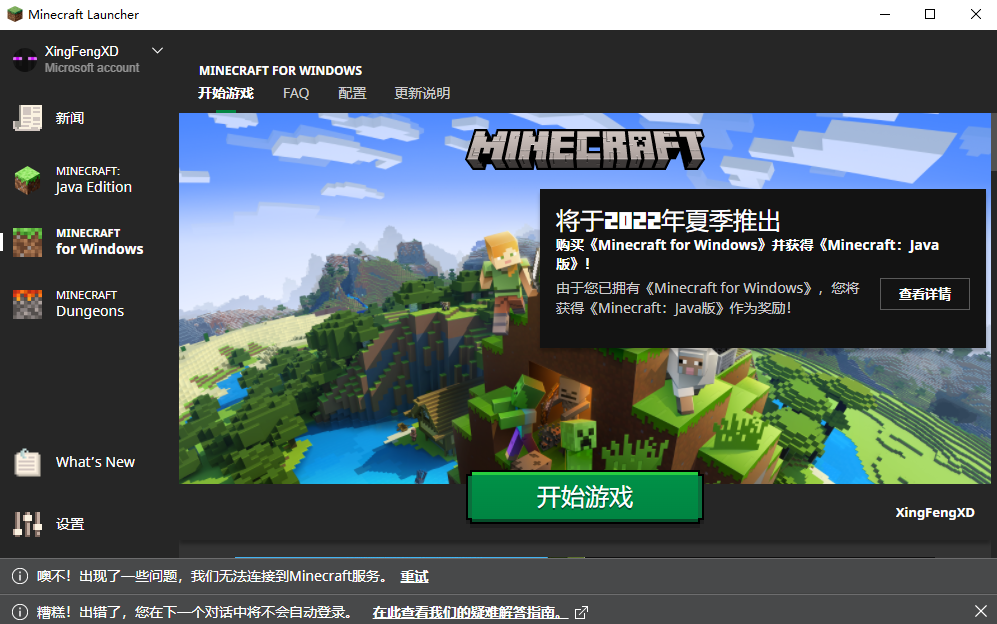 Minecraft Launcher
XingFengXD
Microsoft account
新闻
MINECRAFT:
Java Edition
MINECRAFT
for Windows
MINECRAFT
Dungeons
What's New
设置
MINECRAFT FOR WINDOWS
开始游戏 FAQ 配置 更新说明
MINECRAFT
将于2022年夏季推出
购买《Minecraft for Windows》并获得《Minecraft：Java
版》！
由于您已拥有《Minecraft for Windows》，您将
获得《Minecraft：Java版》作为奖励！
查看详情
开始游戏
XingFengXD
噢不！出现了一些问题，我们无法连接到Minecraft服务。 重试
糟糕！出错了，您在下一个对话中将不会自动登录。 在此查看我们的疑难解答指南。